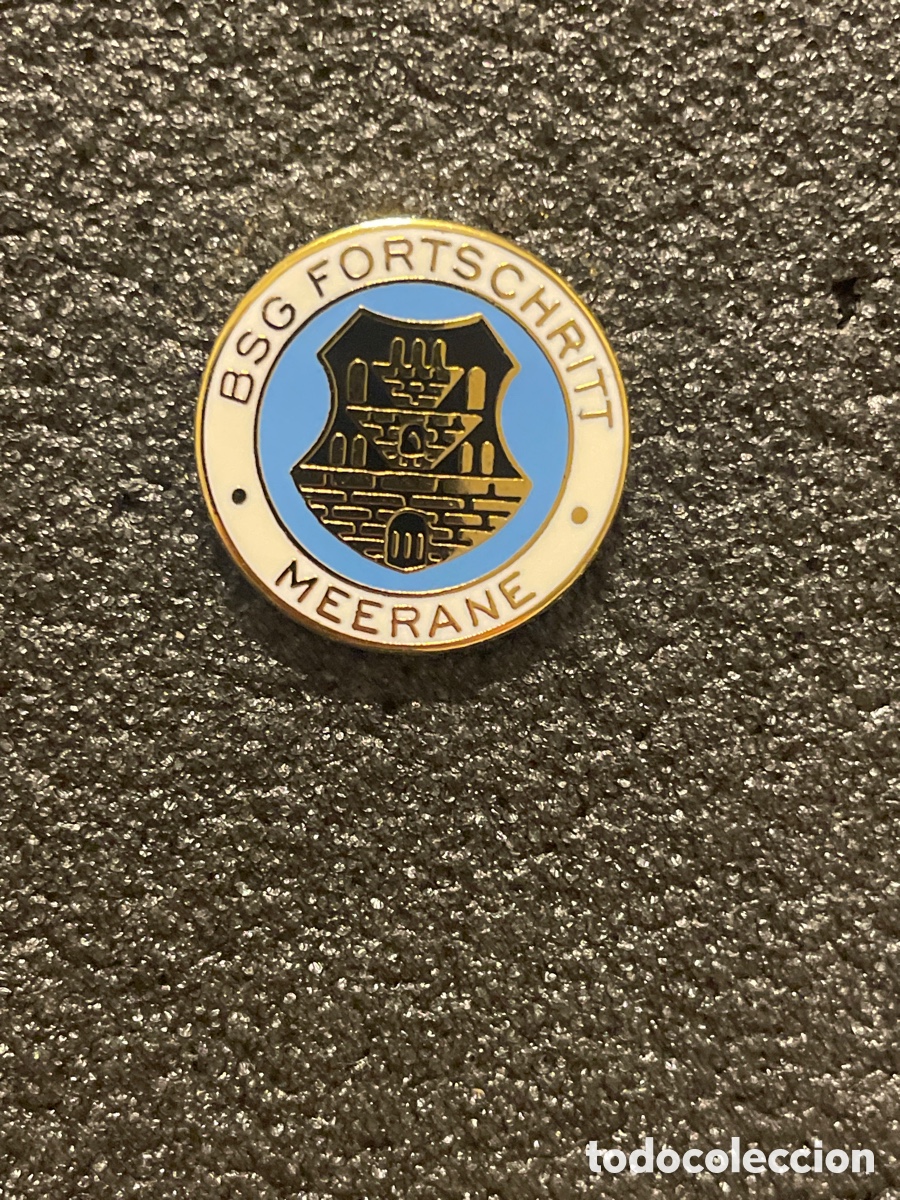 BSG FORTSCHRITT
MEERANE
todocoleccion